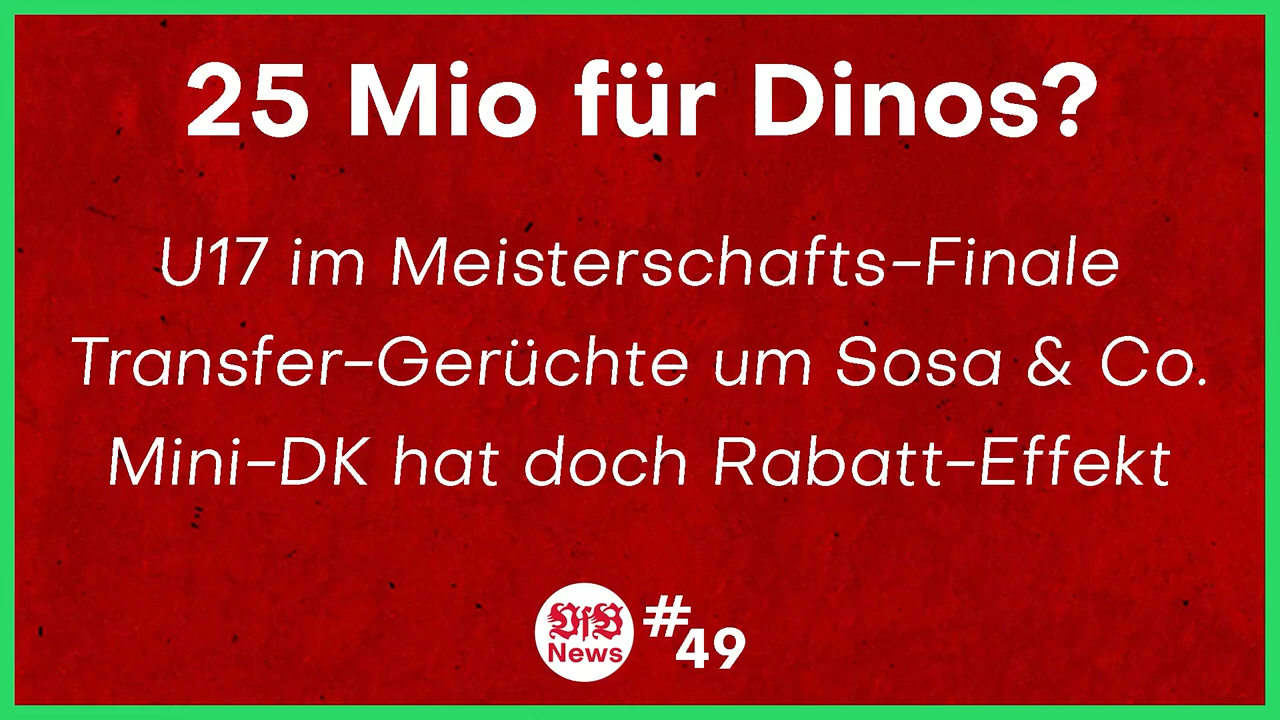 25 Mio für Dinos?
U17 im Meisterschafts-Finale
Transfer-Gerüchte um Sosa & Co.
Mini-DK hat doch Rabatt-Effekt
VfB
News
#49